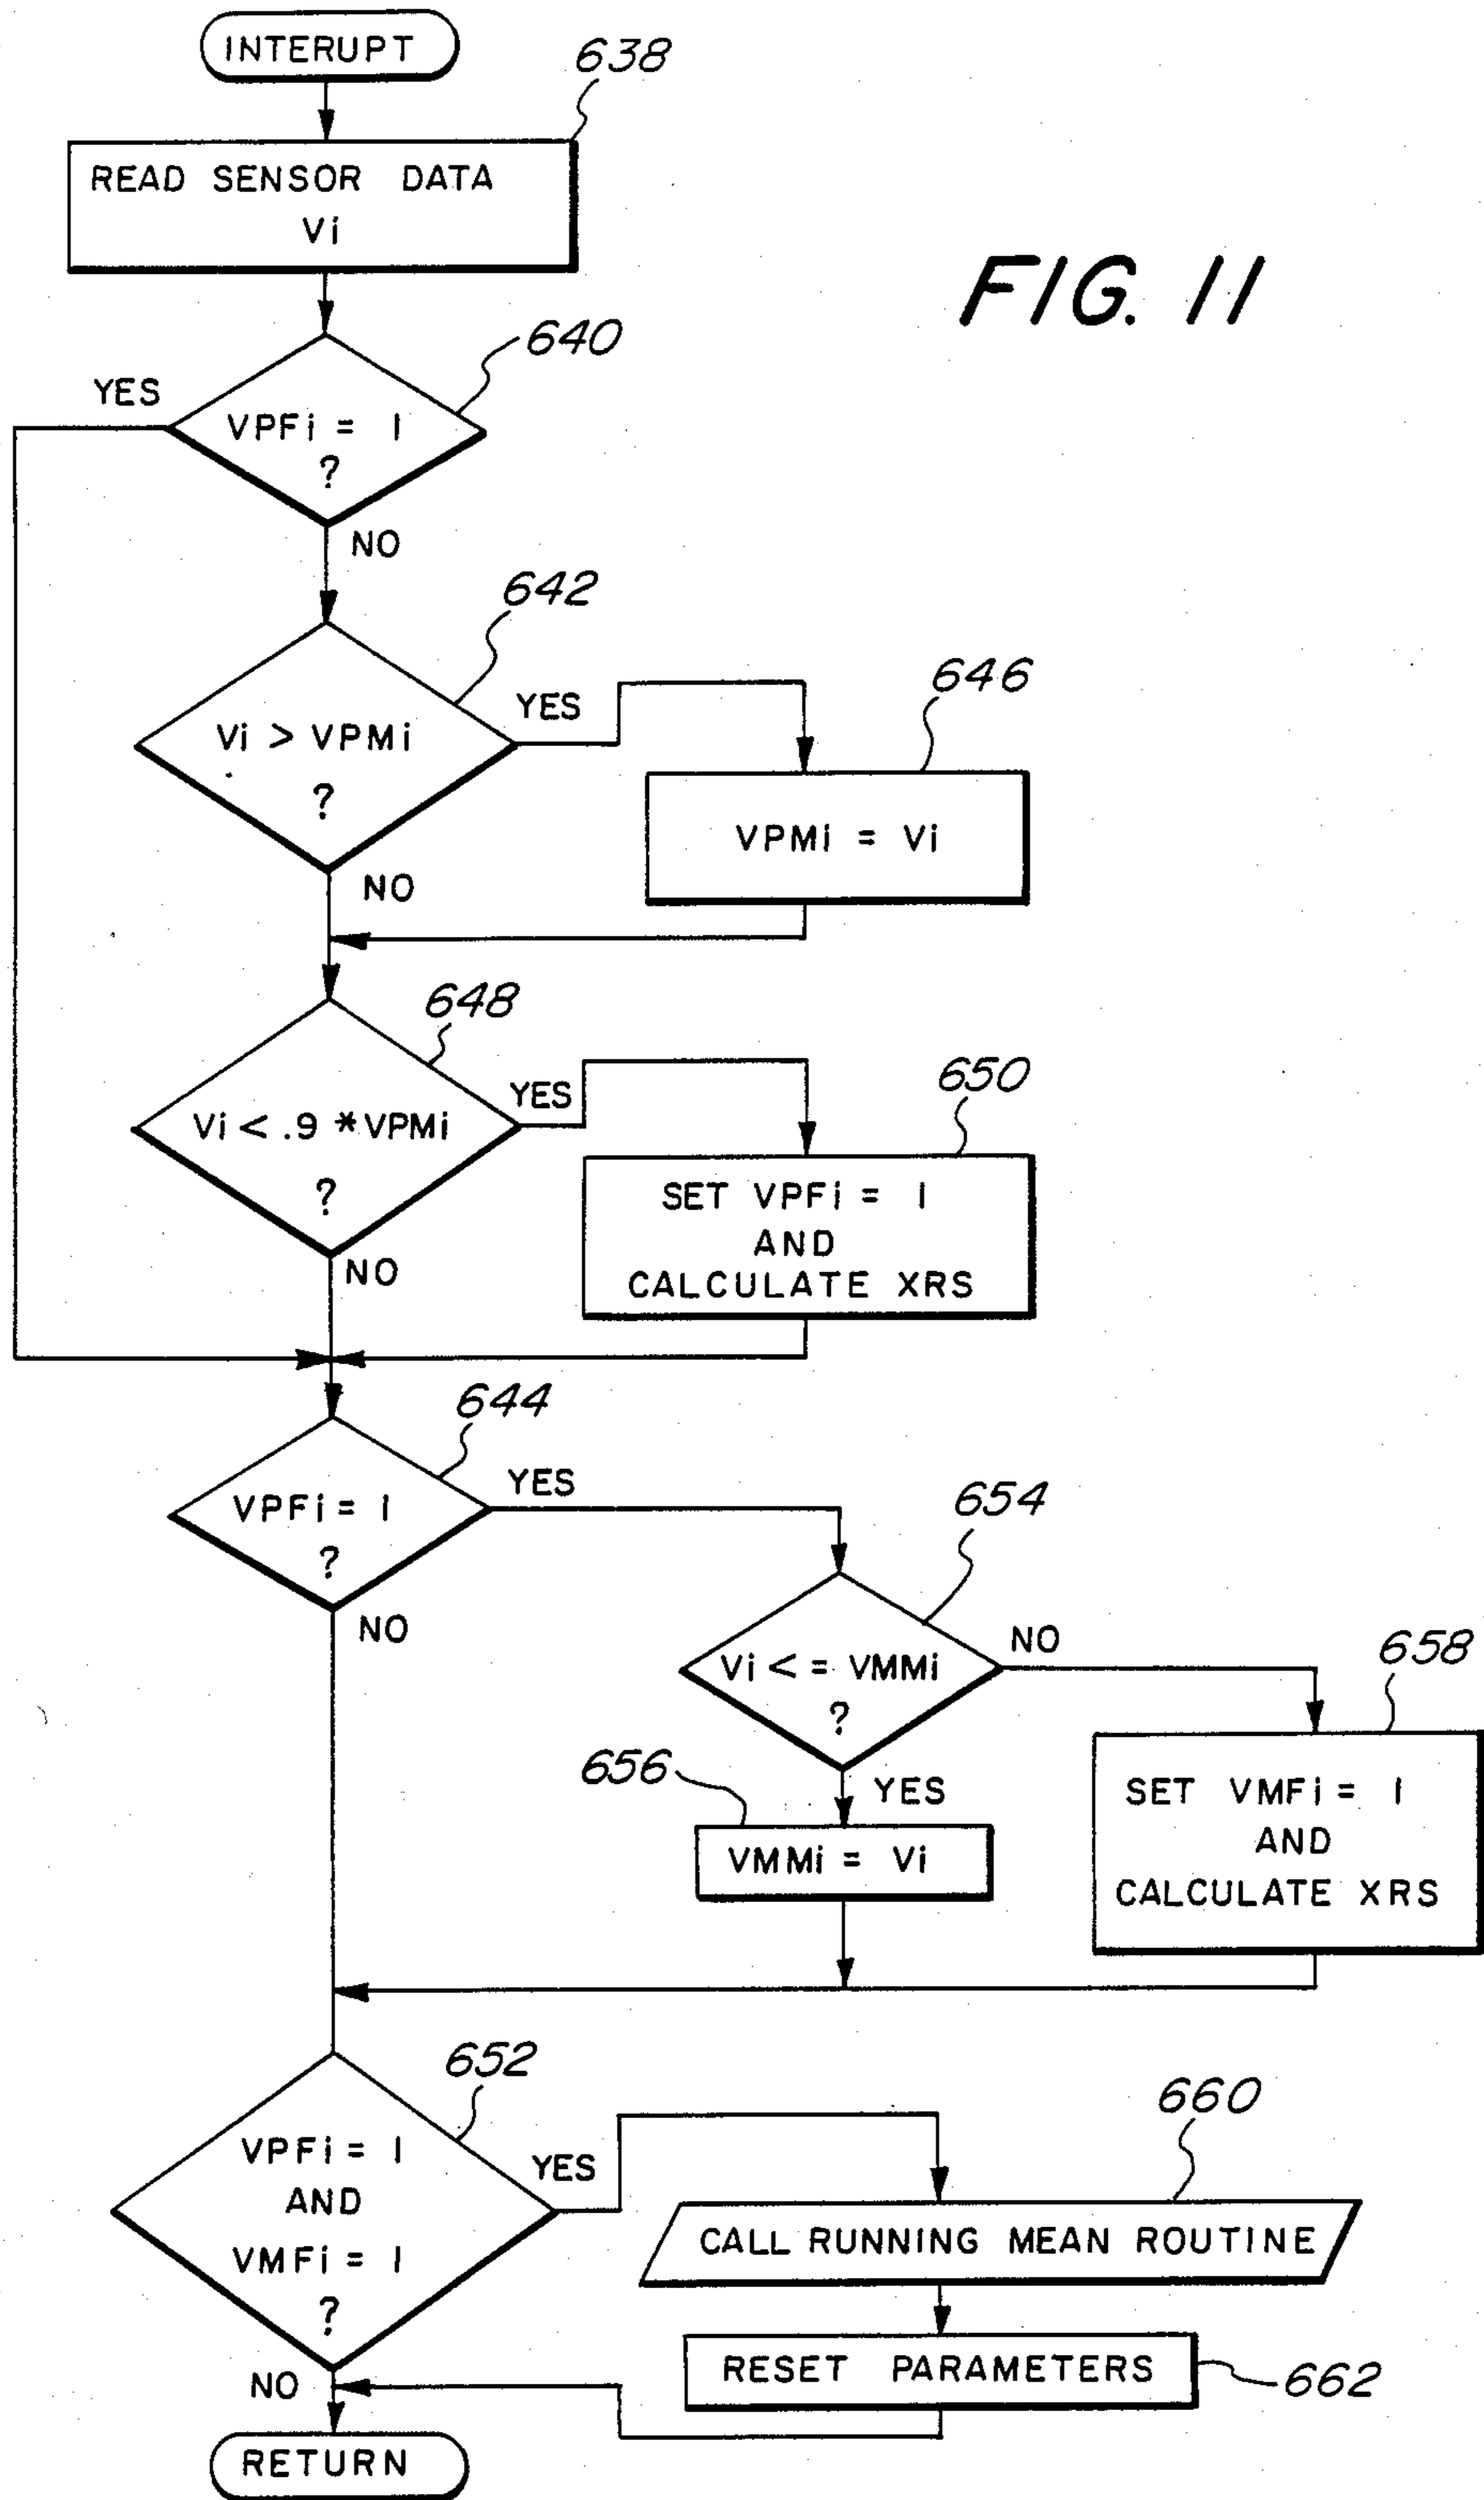 INTERUPT
638
READ SENSOR DATA
Vi
FIG. 11
640
YES
VPFi = 1
?
NO
642
YES
Vi > VPMi
?
646
VPMi = Vi
NO
648
YES
Vi < .9 * VPMi
?
650
SET VPFi = 1
AND
CALCULATE XRS
NO
644
YES
VPFi = 1
?
NO
654
Vi < = VMMi
?
NO
658
SET VMFi = 1
AND
CALCULATE XRS
656
YES
VMMi = Vi
652
VPFi = 1
AND
VMFi = 1
?
YES
660
CALL RUNNING MEAN ROUTINE
RESET PARAMETERS
662
NO
RETURN